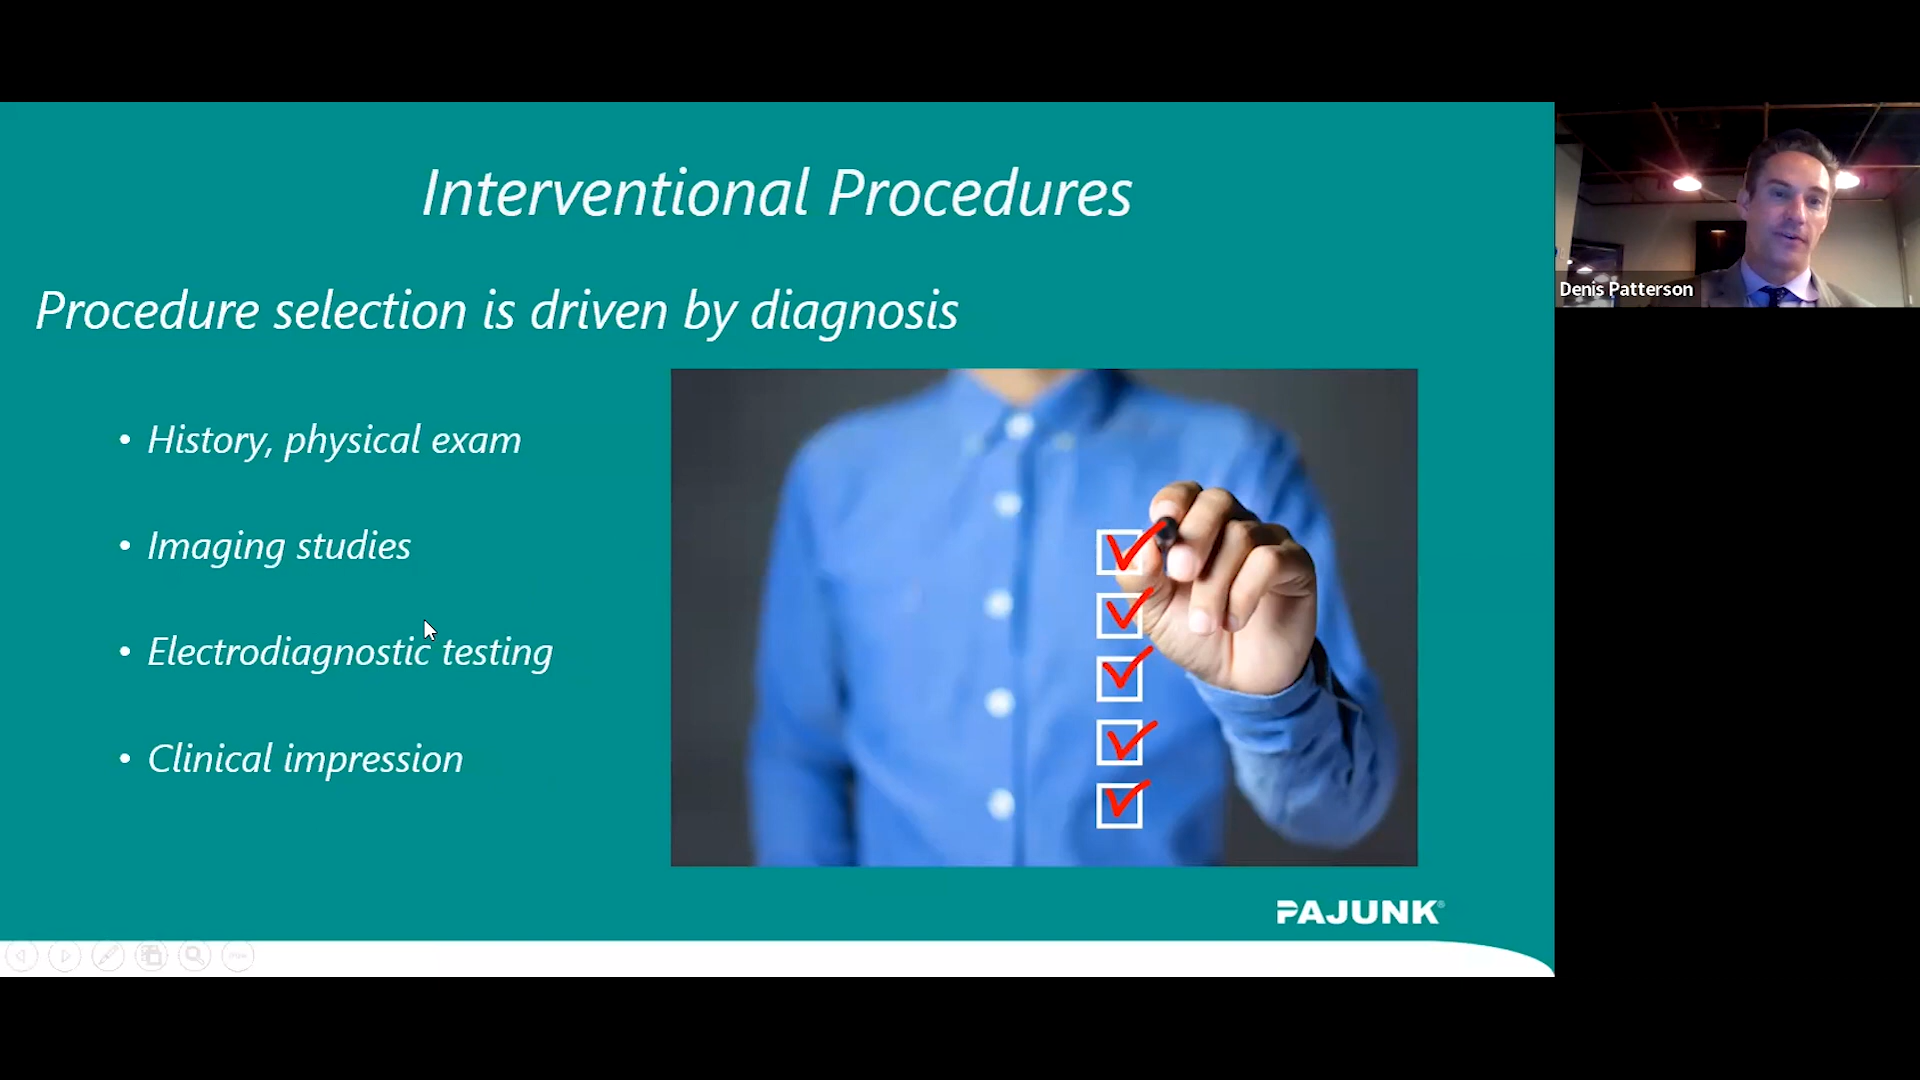 Interventional Procedures
Procedure selection is driven by diagnosis
• History, physical exam
• Imaging studies
• Electrodiagnostic testing
• Clinical impression
PAJUNK®
Denis Patterson